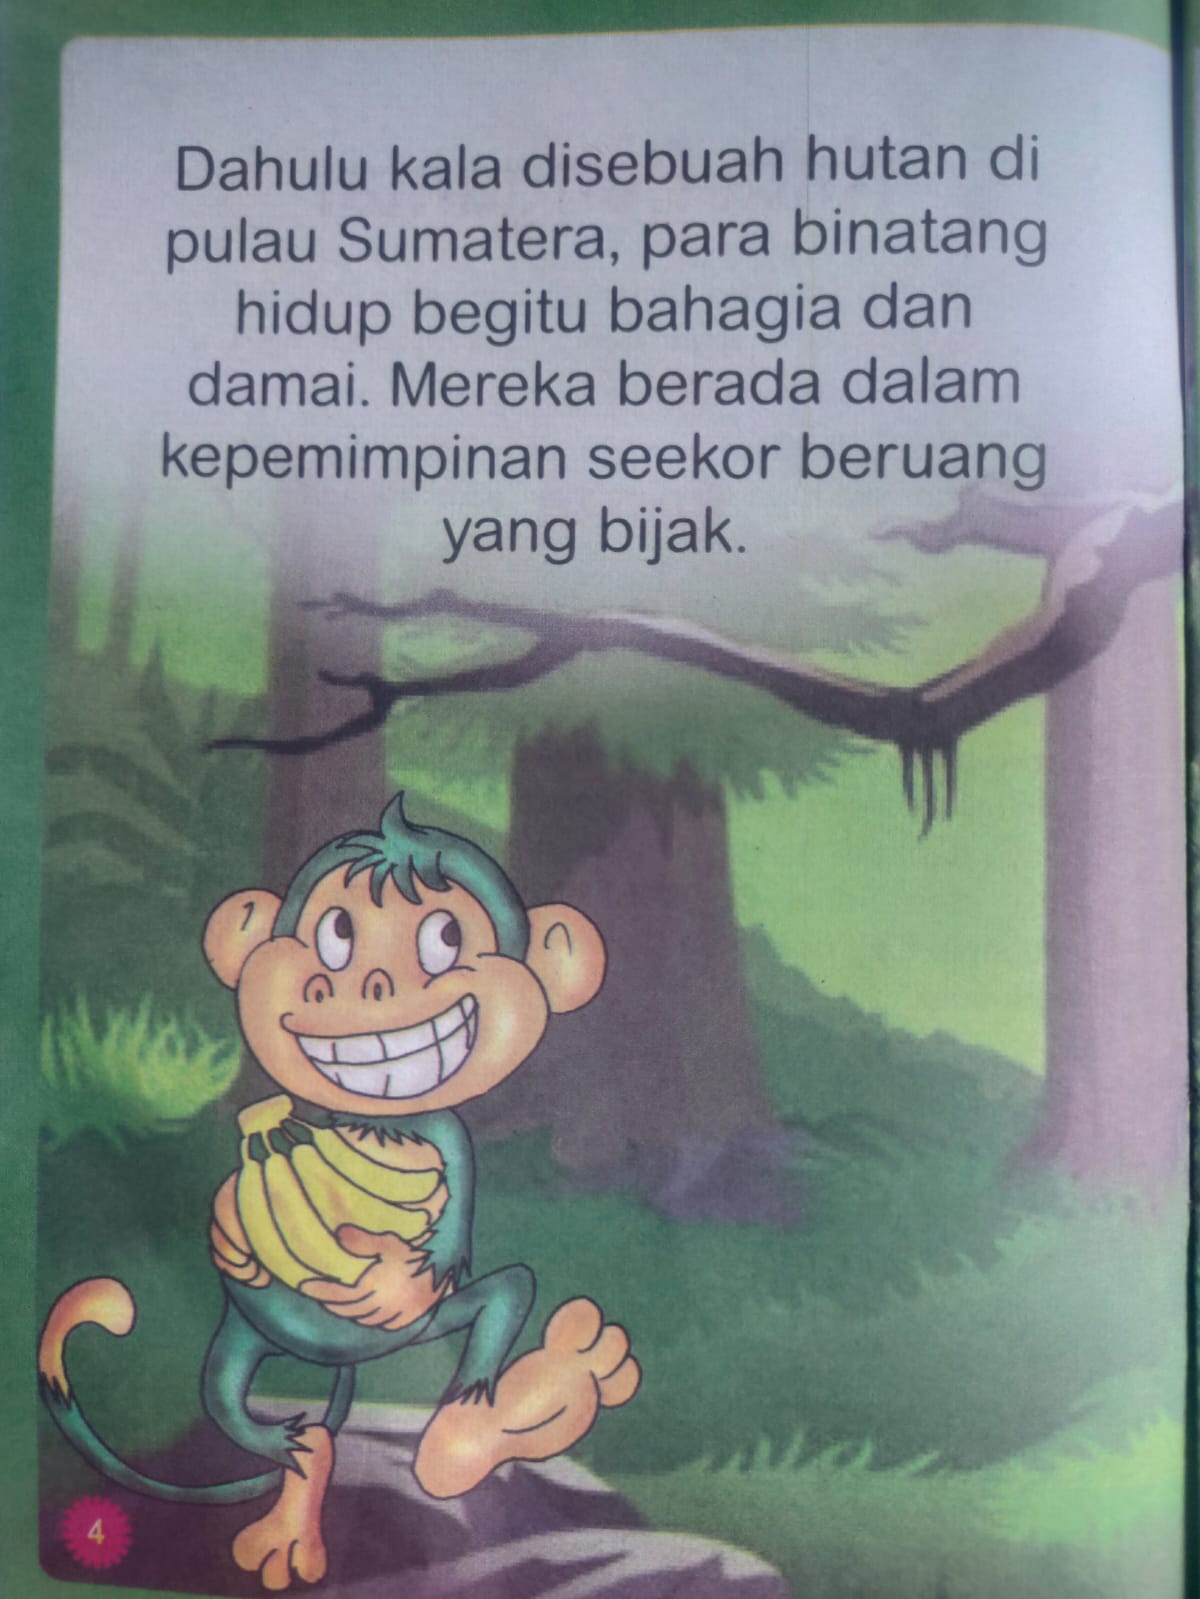 Dahulu kala disebuah hutan di
pulau Sumatera, para binatang
hidup begitu bahagia dan
damai. Mereka berada dalam
kepemimpinan seekor beruang
yang bijak.
4